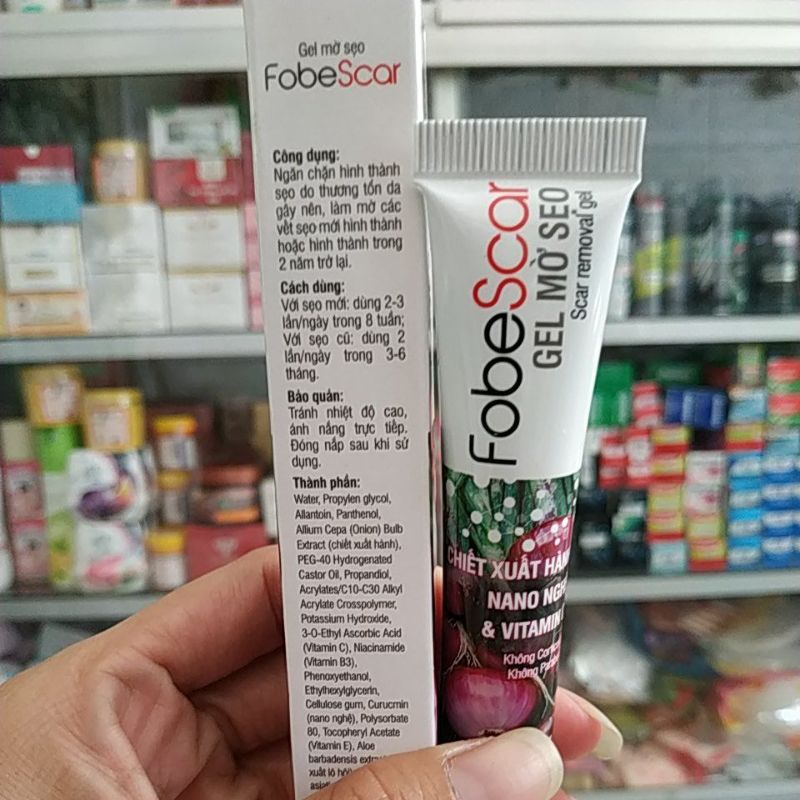 Gel mờ sẹo
FobeScar
Công dụng:
Ngăn chặn hình thành
sẹo do thương tổn da
gây nên, làm mờ các
vết sẹo mới hình thành
hoặc hình thành trong
2 năm trở lại.
Cách dùng:
Với sẹo mới: dùng 2-3
lần/ngày trong 8 tuần;
Với sẹo cũ: dùng 2
lần/ngày trong 3-6
tháng.
Bảo quản:
Tránh nhiệt độ cao,
ánh nắng trực tiếp.
Đóng nắp sau khi sử
dụng.
Thành phần:
Water, Propylen glycol,
Allantoin, Panthenol,
Allium Cepa (Onion) Bulb
Extract (chiết xuất hành),
PEG-40 Hydrogenated
Castor Oil, Propandiol,
Acrylates/C10-C30 Alkyl
Acrylate Crosspolymer,
Potassium Hydroxide,
3-O-Ethyl Ascorbic Acid
(Vitamin C), Niacinamide
(Vitamin B3),
Phenoxyethanol,
Ethylhexylglycerin,
Cellulose gum, Curucmin
(nano nghệ), Polysorbate
80, Tocopheryl Acetate
(Vitamin E), Aloe
barbadensis
xuất lô
FobeScar
GEL MỜ SẸO
Scar removal gel
CHIẾT XUẤT
NANO
& VITAMIN
Không
Không